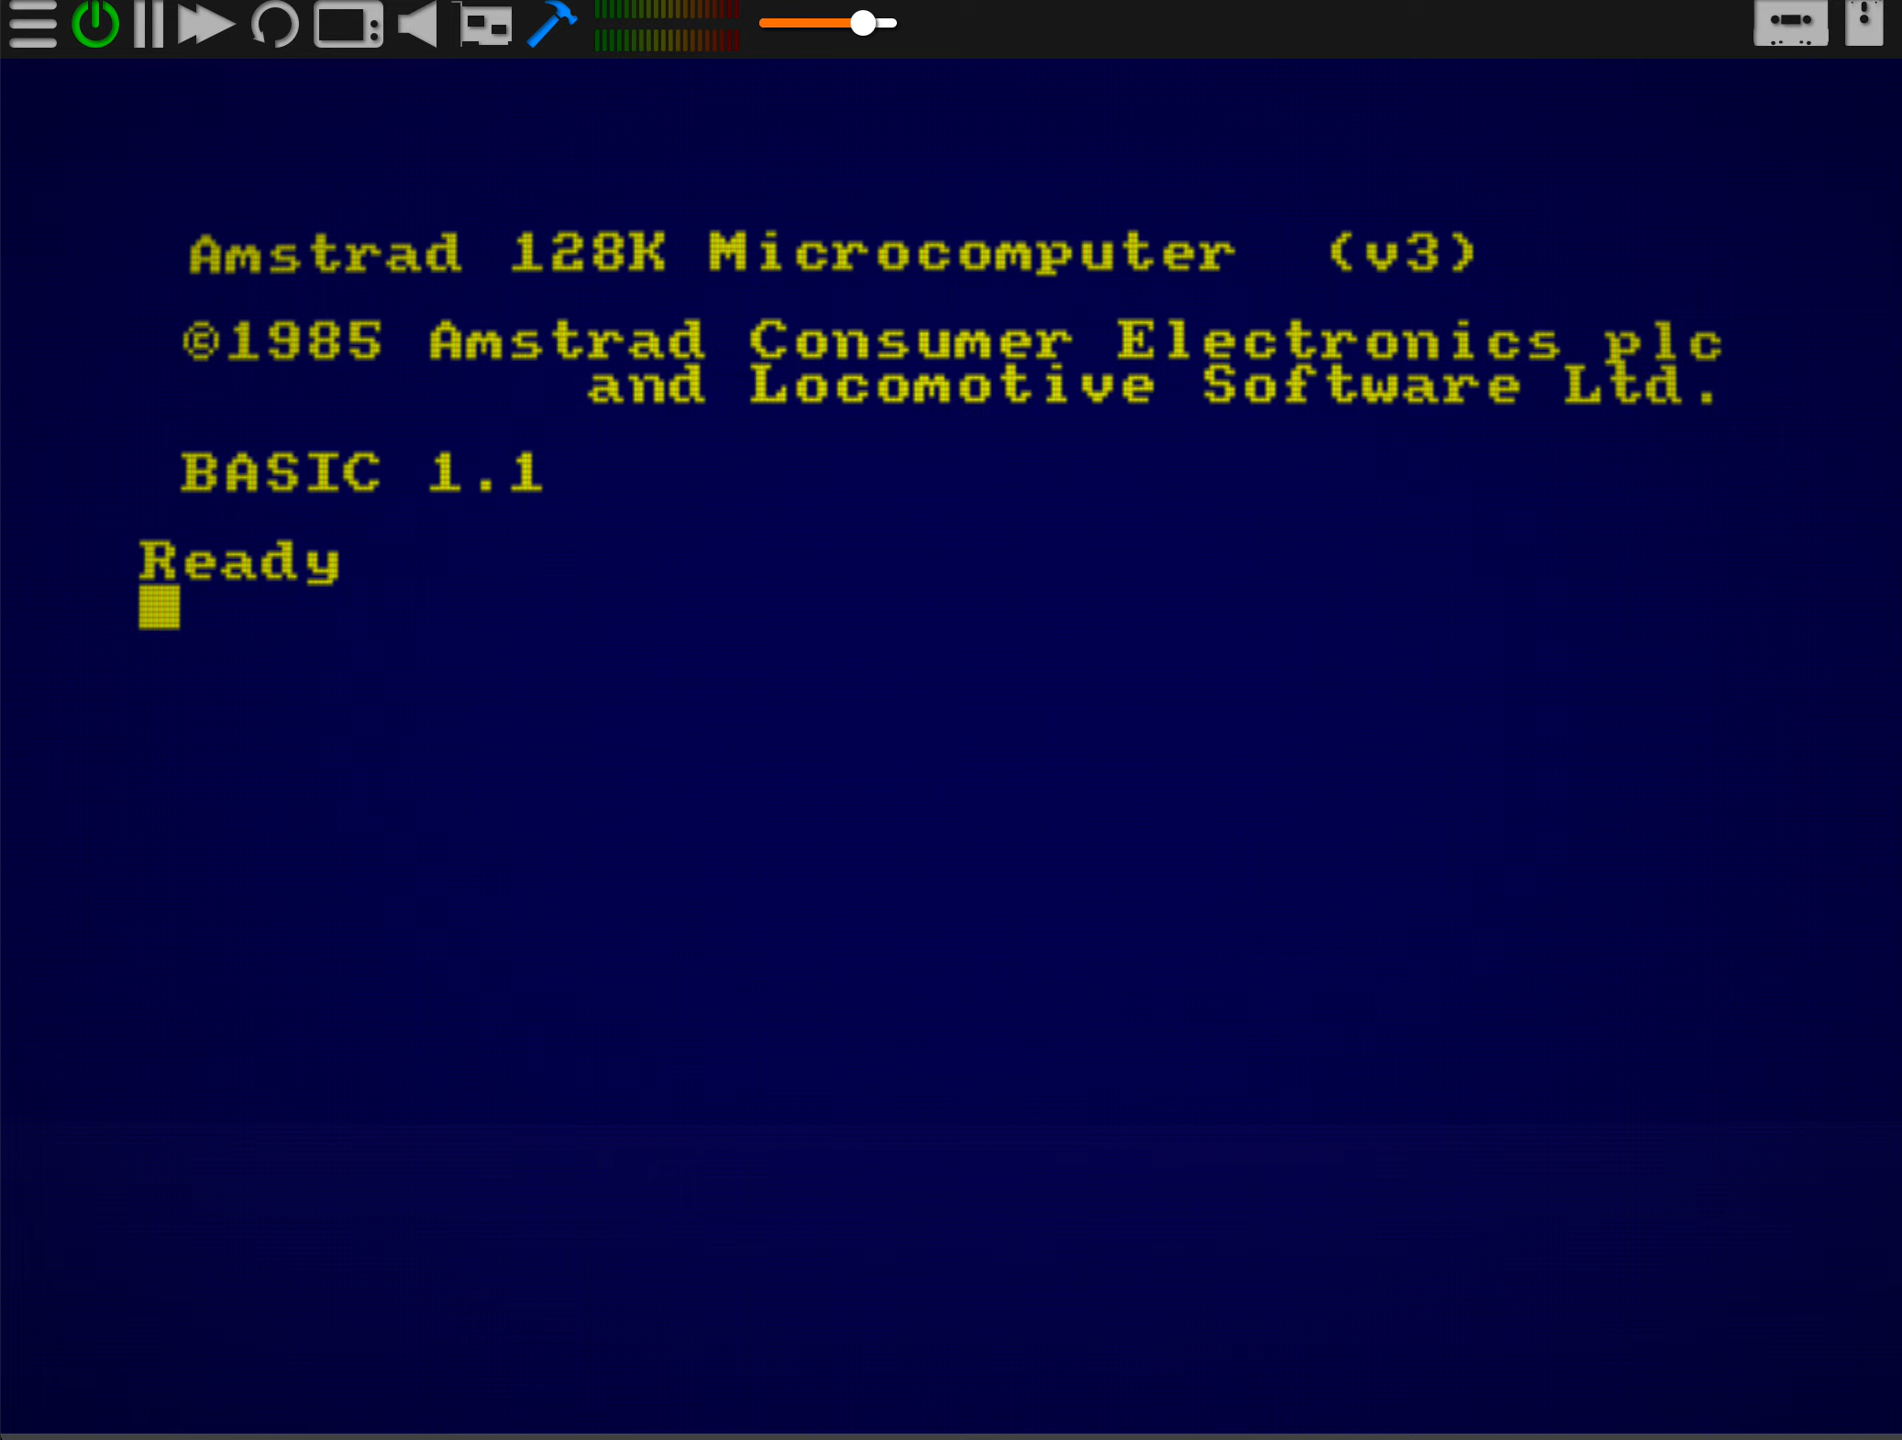 Amstrad 128K Microcomputer  (v3)
©1985 Amstrad Consumer Electronics plc
and Locomotive Software Ltd.
BASIC 1.1
Ready